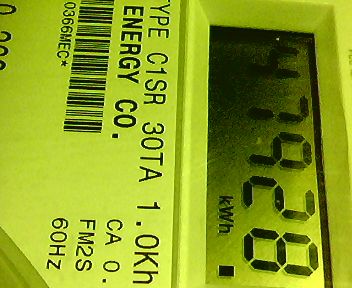 47928
kWh
TYPE C1SR 30TA 1.0Kh
ENERGY CO.
CA 0.
FM2S
60HZ
0366MEC*